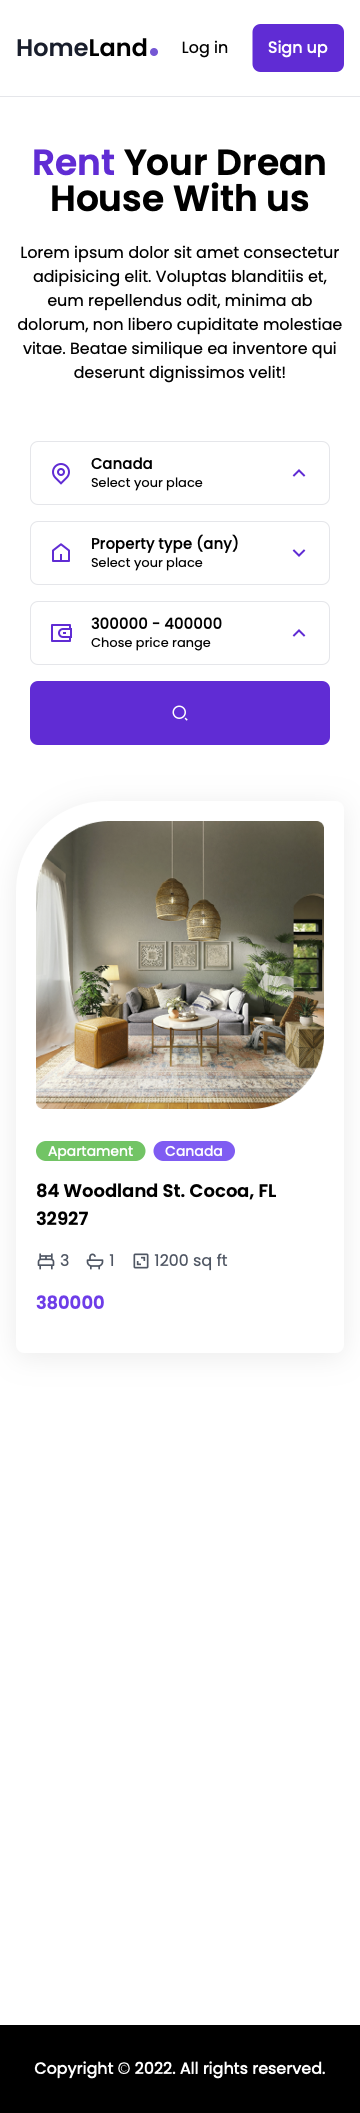 HomeLand.
Log in
Sign up
Rent Your Drean
House With us
Lorem ipsum dolor sit amet consectetur
adipisicing elit. Voluptas blanditiis et,
eum repellendus odit, minima ab
dolorum, non libero cupiditate molestiae
vitae. Beatae similique ea inventore qui
deserunt dignissimos velit!
Canada
Select your place
Property type (any)
Select your place
300000 - 400000
Chose price range
Apartament
Canada
84 Woodland St. Cocoa, FL
32927
3
1
1200 sq ft
380000
Copyright © 2022. All rights reserved.